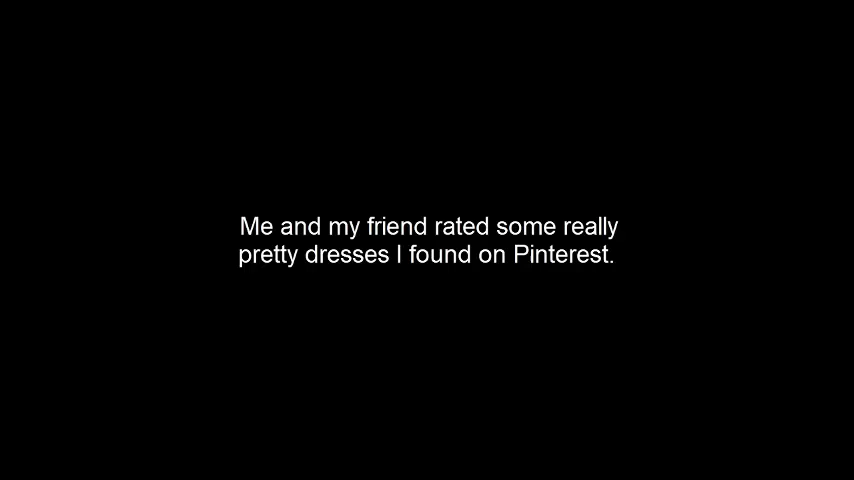 Me and my friend rated some really
pretty dresses I found on Pinterest.